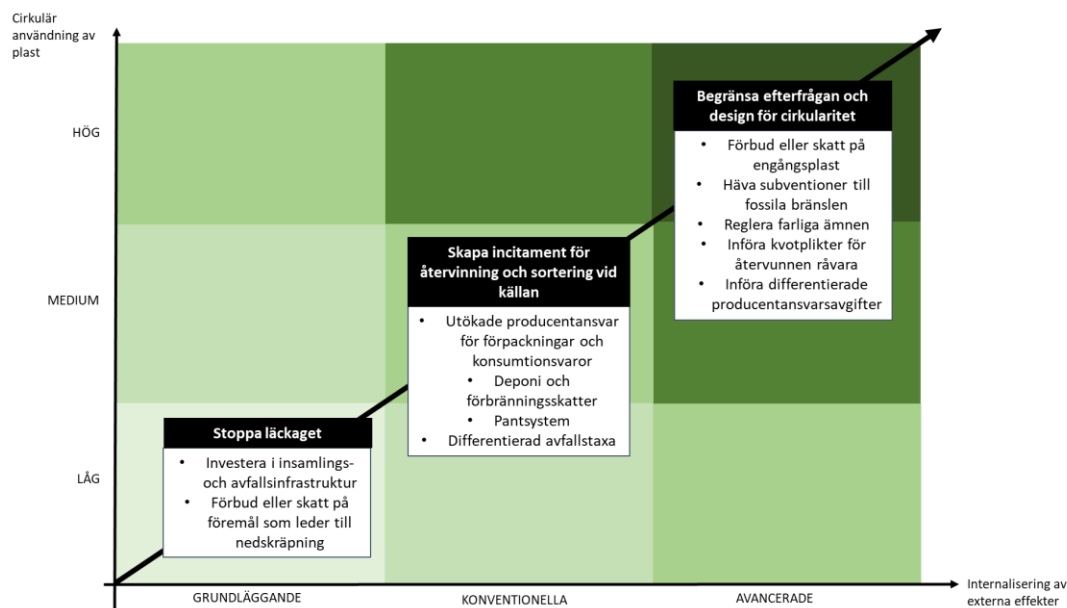 Cirkulär
användning av
plast
HÖG
MEDIUM
LÅG
Begränsa efterfrågan och
design för cirkularitet
• Förbud eller skatt på
engångsplast
• Häva subventioner till
fossila bränslen
• Reglera farliga ämnen
• Införa kvotplikter för
återvunnen råvara
• Införa differentierade
producentansvarsavgifter
Skapa incitament för
återvinning och sortering vid
källan
• Utökade producentansvar
för förpackningar och
konsumtionsvaror
• Deponi och
förbränningsskatter
• Pantsystem
• Differentierad avfallstaxa
Stoppa läckaget
• Investera i insamlings-
och avfallsinfrastruktur
• Förbud eller skatt på
föremål som leder till
nedskräpning
GRUNDLÄGGANDE
KONVENTIONELLA
AVANCERADE
Internalisering av
externa effekter